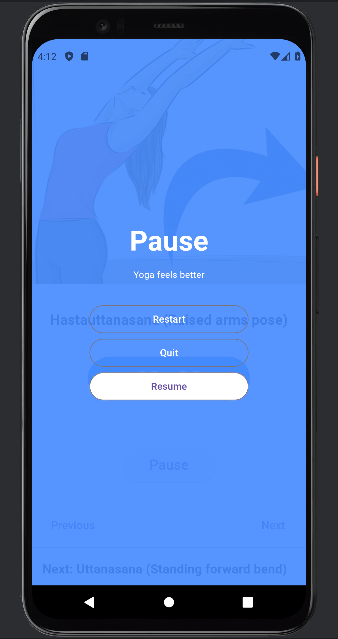 4:12
Pause
Yoga feels better
Hastauttanasan sed arms pose)
Restart
Quit
Resume
Pause
Previous Next
Next: Uttanasana (Standing forward bend)